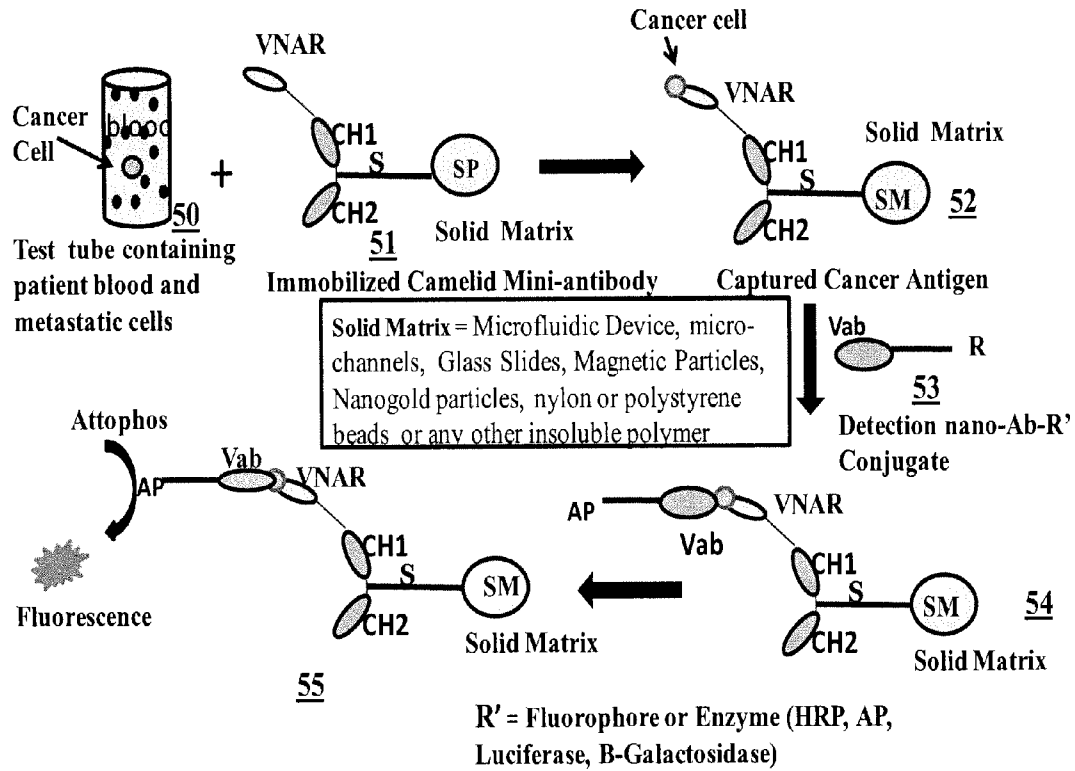 Cancer cell
VNAR
Cancer
Cell
blood
VNAR
CH1
S
SP
CH2
Solid Matrix
CH1
S
SM
CH2
Solid Matrix
+
50
51
52
Test tube containing
patient blood and
metastatic cells
Immobilized Camelid Mini-antibody
Captured Cancer Antigen
Solid Matrix = Microfluidic Device, micro-
channels, Glass Slides, Magnetic Particles,
Nanogold particles, nylon or polystyrene
beads or any other insoluble polymer
Vab
R
53
Detection nano-Ab-R'
Conjugate
Attophos
AP
Vab
VNAR
CH1
S
SM
CH2
Solid Matrix
Fluorescence
55
AP
Vab
VNAR
CH1
S
SM
CH2
Solid Matrix
54
R' = Fluorophore or Enzyme (HRP, AP,
Luciferase, B-Galactosidase)